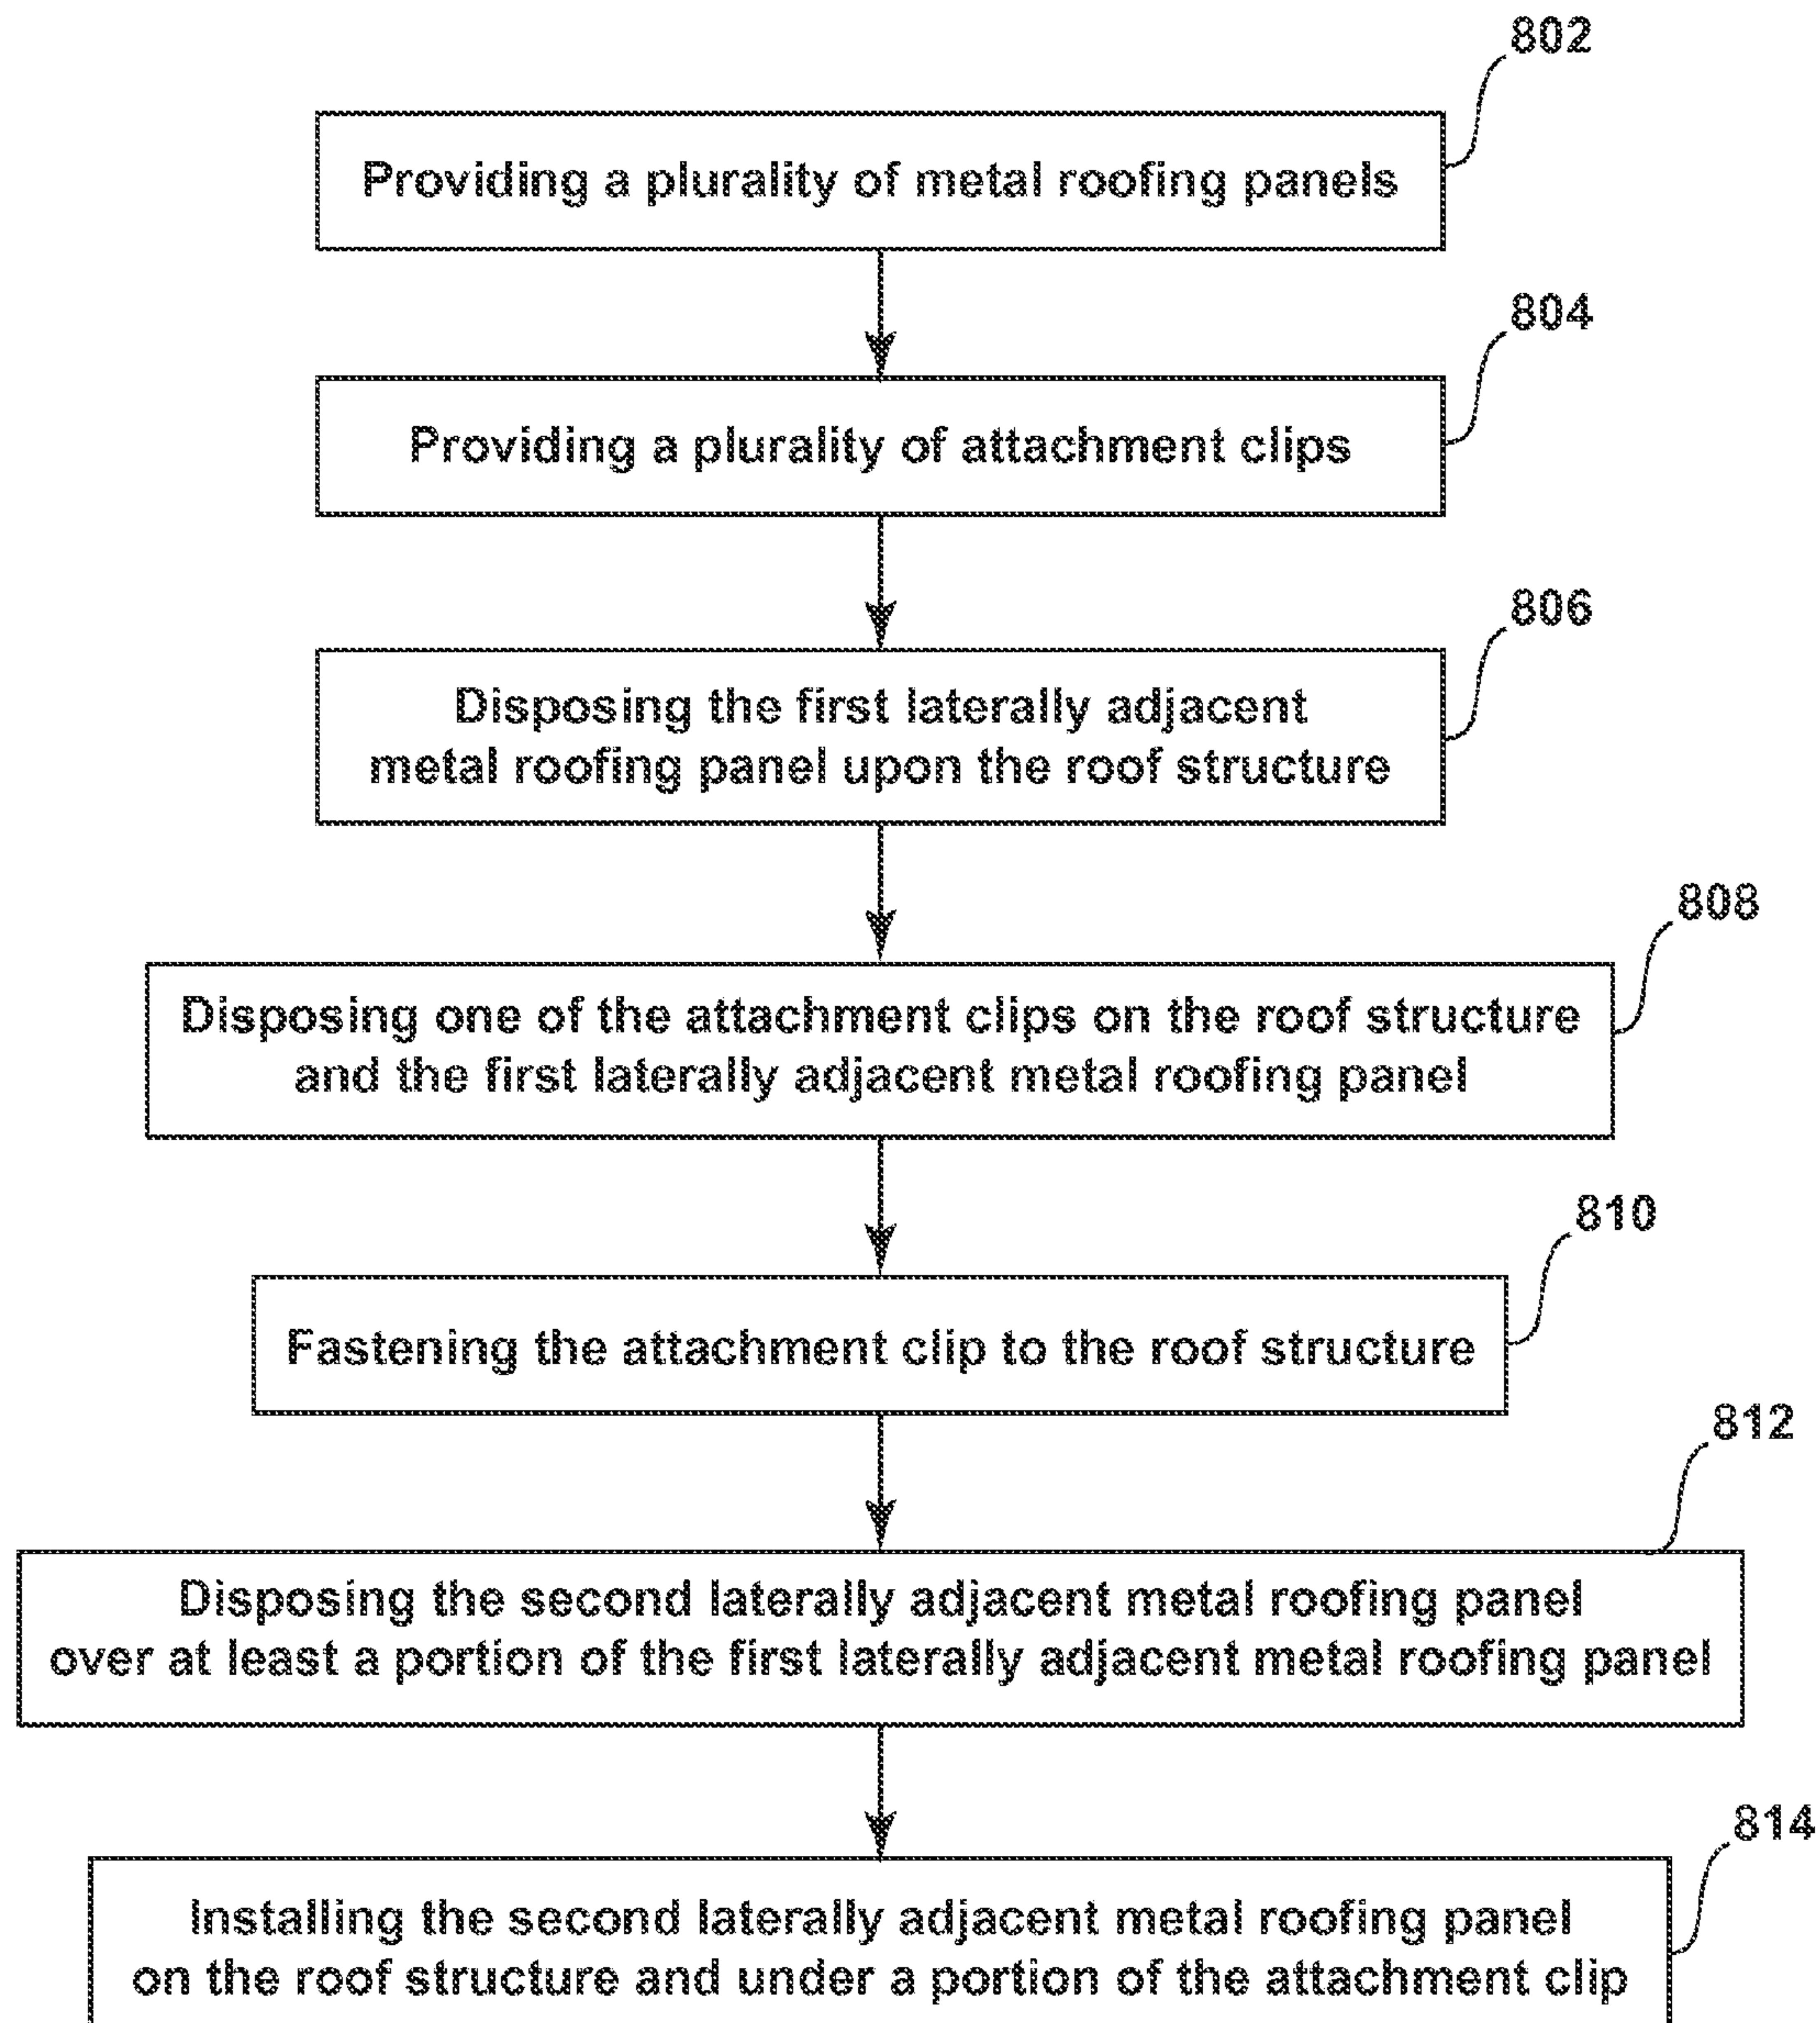 802
Providing a plurality of metal roofing panels
804
Providing a plurality of attachment clips
806
Disposing the first laterally adjacent
metal roofing panel upon the roof structure
808
Disposing one of the attachment clips on the roof structure
and the first laterally adjacent metal roofing panel
810
Fastening the attachment clip to the roof structure
812
Disposing the second laterally adjacent metal roofing panel
over at least a portion of the first laterally adjacent metal roofing panel
814
Installing the second laterally adjacent metal roofing panel
on the roof structure and under a portion of the attachment clip